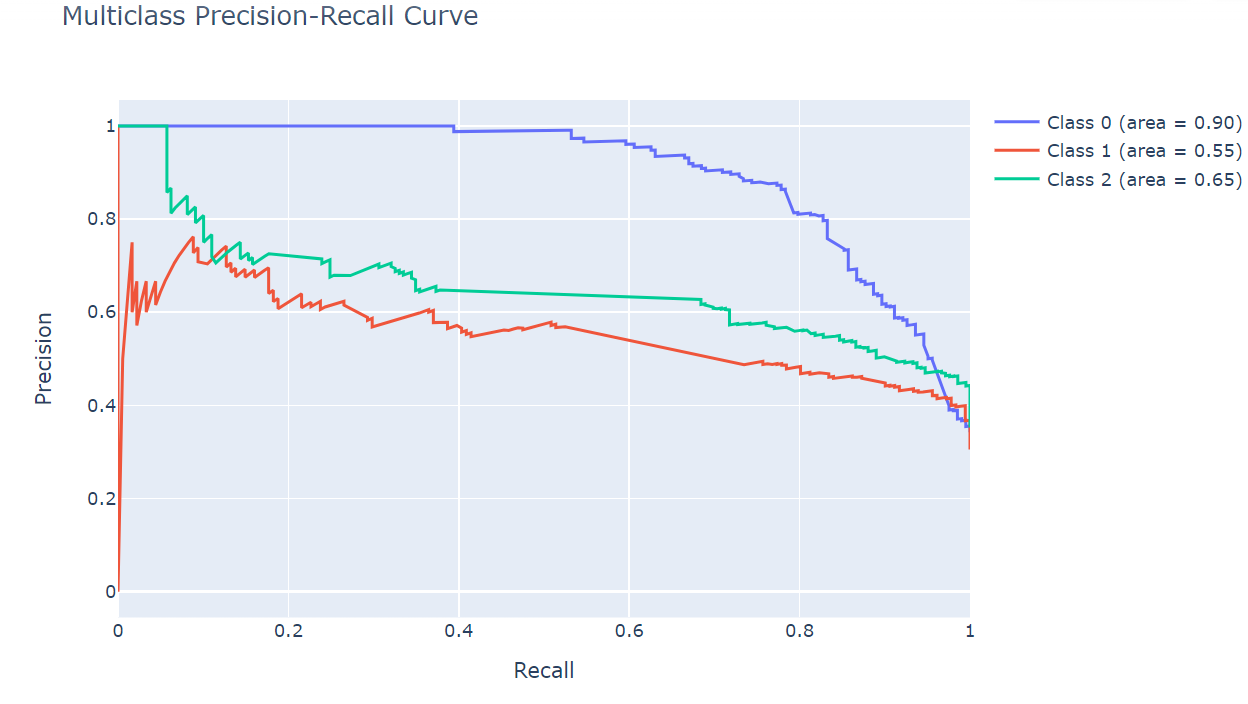 Multiclass Precision-Recall Curve
Class 0 (area = 0.90)
Class 1 (area = 0.55)
Class 2 (area = 0.65)
Precision
1
0.8
0.6
0.4
0.2
0
0 0.2 0.4 0.6 0.8 1
Recall